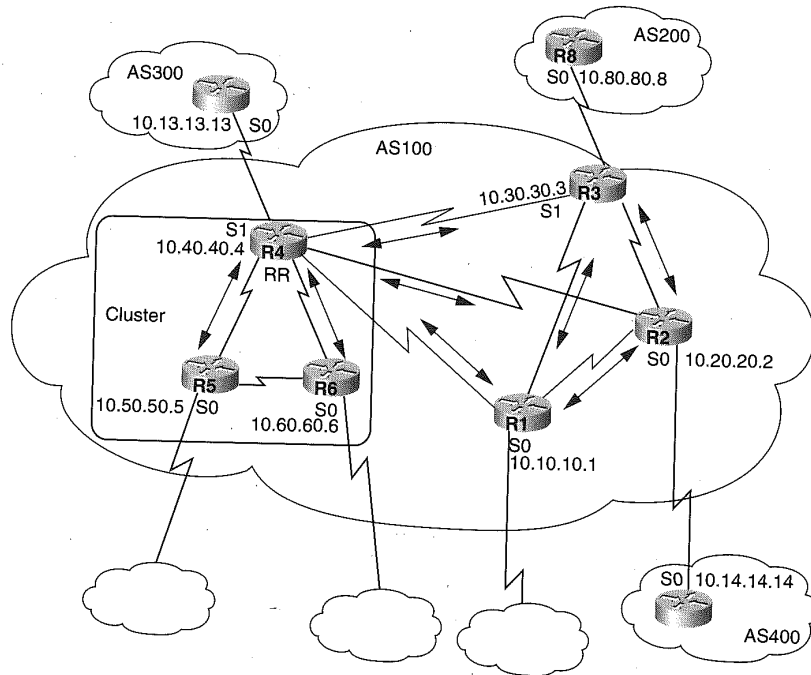 R8
AS200
S0 10.80.80.8
AS300
10.13.13.13 S0
AS100
R3
10.30.30.3
S1
S1
10.40.40.4
R4
RR
Cluster
R2
S0 10.20.20.2
R5
R6
10.50.50.5 S0
S0
10.60.60.6
R1
S0
10.10.10.1
S0 10.14.14.14
AS400